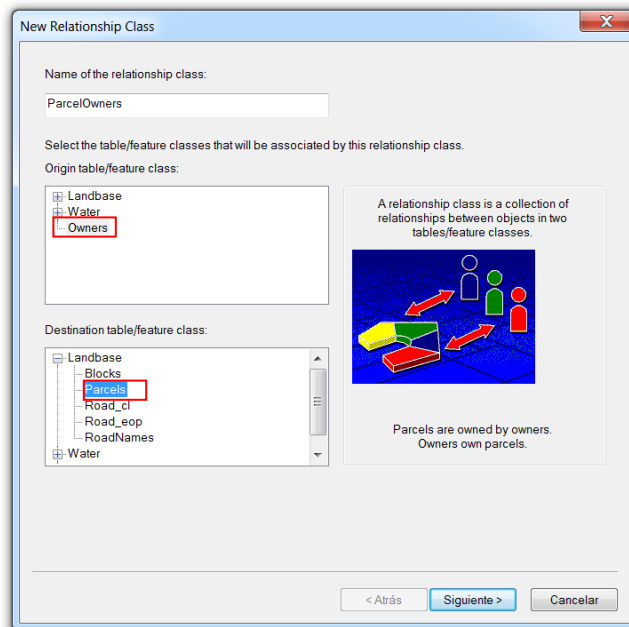 New Relationship Class
Name of the relationship class:
ParcelOwners
Select the table/feature classes that will be associated by this relationship class.
Origin table/feature class:
Landbase
Water
Owners
Destination table/feature class:
Landbase
Blocks
Parcels
Road_cl
Road_eop
RoadNames
Water
A relationship class is a collection of
relationships between objects in two
tables/feature classes.
Parcels are owned by owners.
Owners own parcels.
< Atrás
Siguiente >
Cancelar